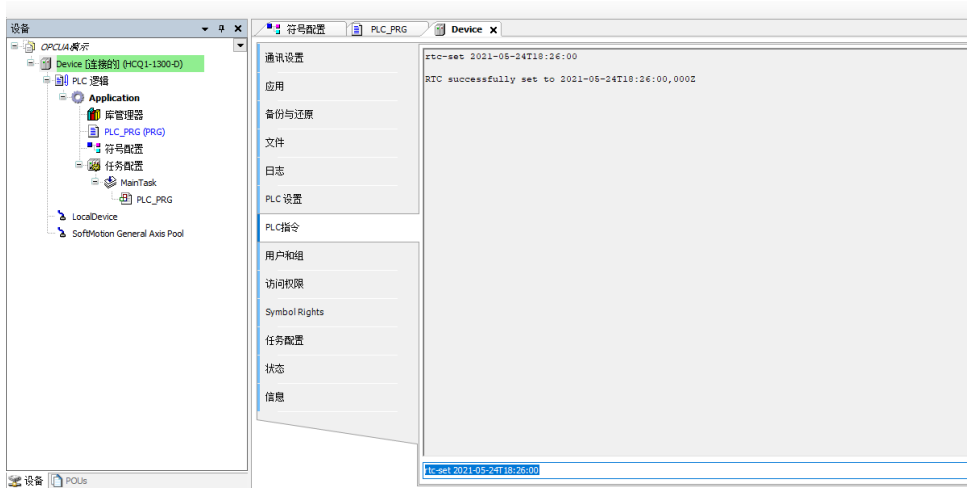 设备
符号配置
PLC_PRG
Device
OPCUA演示
Device [连接的] (HCQ1-1300-D)
PLC 逻辑
Application
库管理器
PLC_PRG (PRG)
符号配置
任务配置
MainTask
PLC_PRG
LocalDevice
SoftMotion General Axis Pool
设备
POUs
通讯设置
应用
备份与还原
文件
日志
PLC 设置
PLC指令
用户和组
访问权限
Symbol Rights
任务配置
状态
信息
rtc-set 2021-05-24T18:26:00
RTC successfully set to 2021-05-24T18:26:00,000Z
rtc-set 2021-05-24T18:26:00